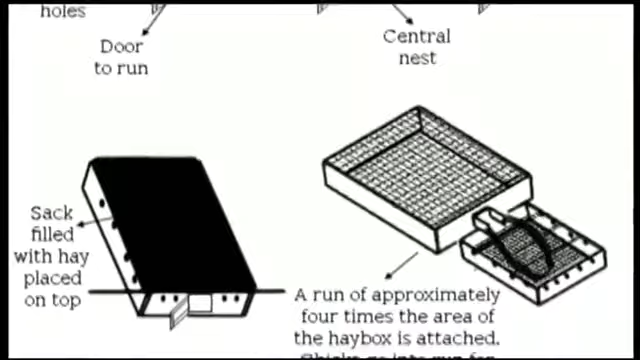 holes
Door
to run
Central
nest
Sack
filled
with hay
placed
on top
A run of approximately
four times the area of
the haybox is attached.